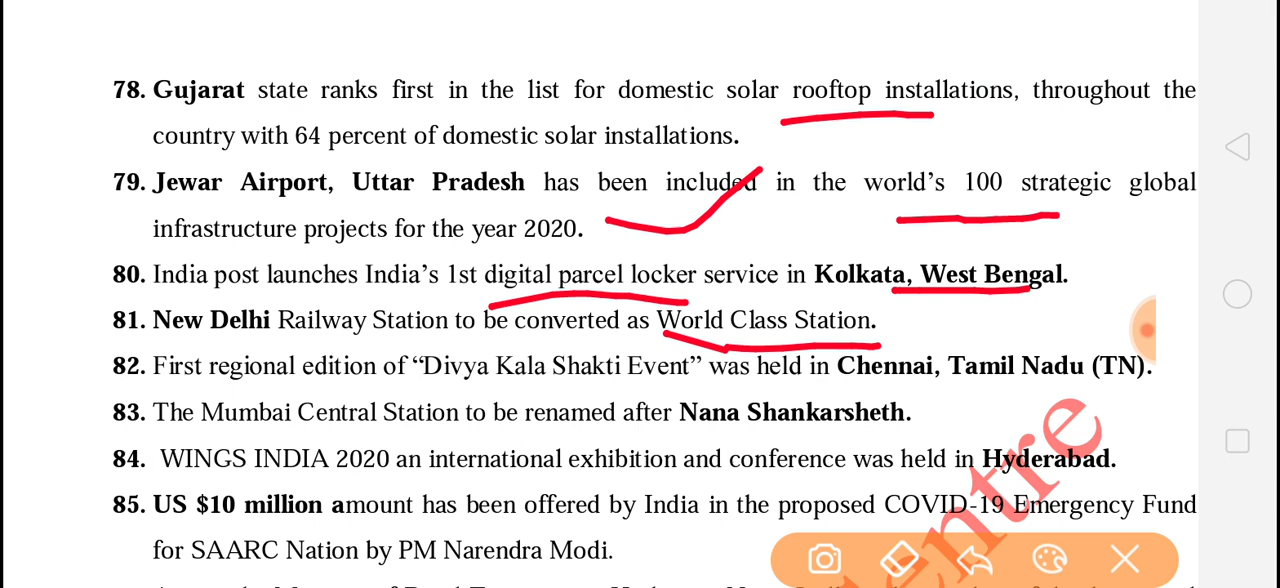 78. Gujarat state ranks first in the list for domestic solar rooftop installations, throughout the
country with 64 percent of domestic solar installations.
79. Jewar Airport, Uttar Pradesh has been included in the world's 100 strategic global
infrastructure projects for the year 2020.
80. India post launches India's 1st digital parcel locker service in Kolkata, West Bengal.
81. New Delhi Railway Station to be converted as World Class Station.
82. First regional edition of “Divya Kala Shakti Event” was held in Chennai, Tamil Nadu (TN).
83. The Mumbai Central Station to be renamed after Nana Shankarsheth.
84. WINGS INDIA 2020 an international exhibition and conference was held in Hyderabad.
85. US $10 million amount has been offered by India in the proposed COVID-19 Emergency Fund
for SAARC Nation by PM Narendra Modi.